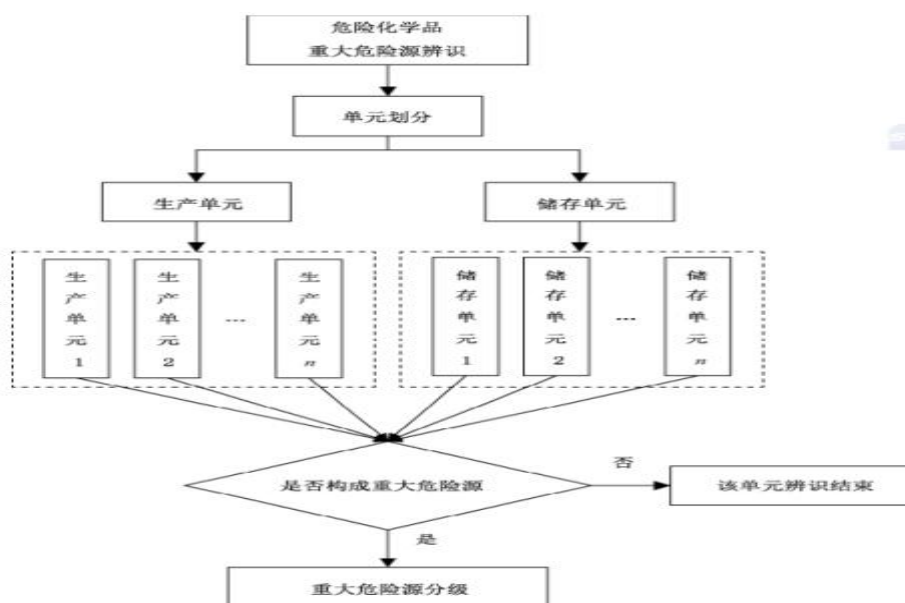 危险化学品
重大危险源辨识
单元划分
生产单元
储存单元
生产单元1
生产单元2
…
生产单元n
储存单元1
储存单元2
…
储存单元n
是否构成重大危险源
否
该单元辨识结束
是
重大危险源分级